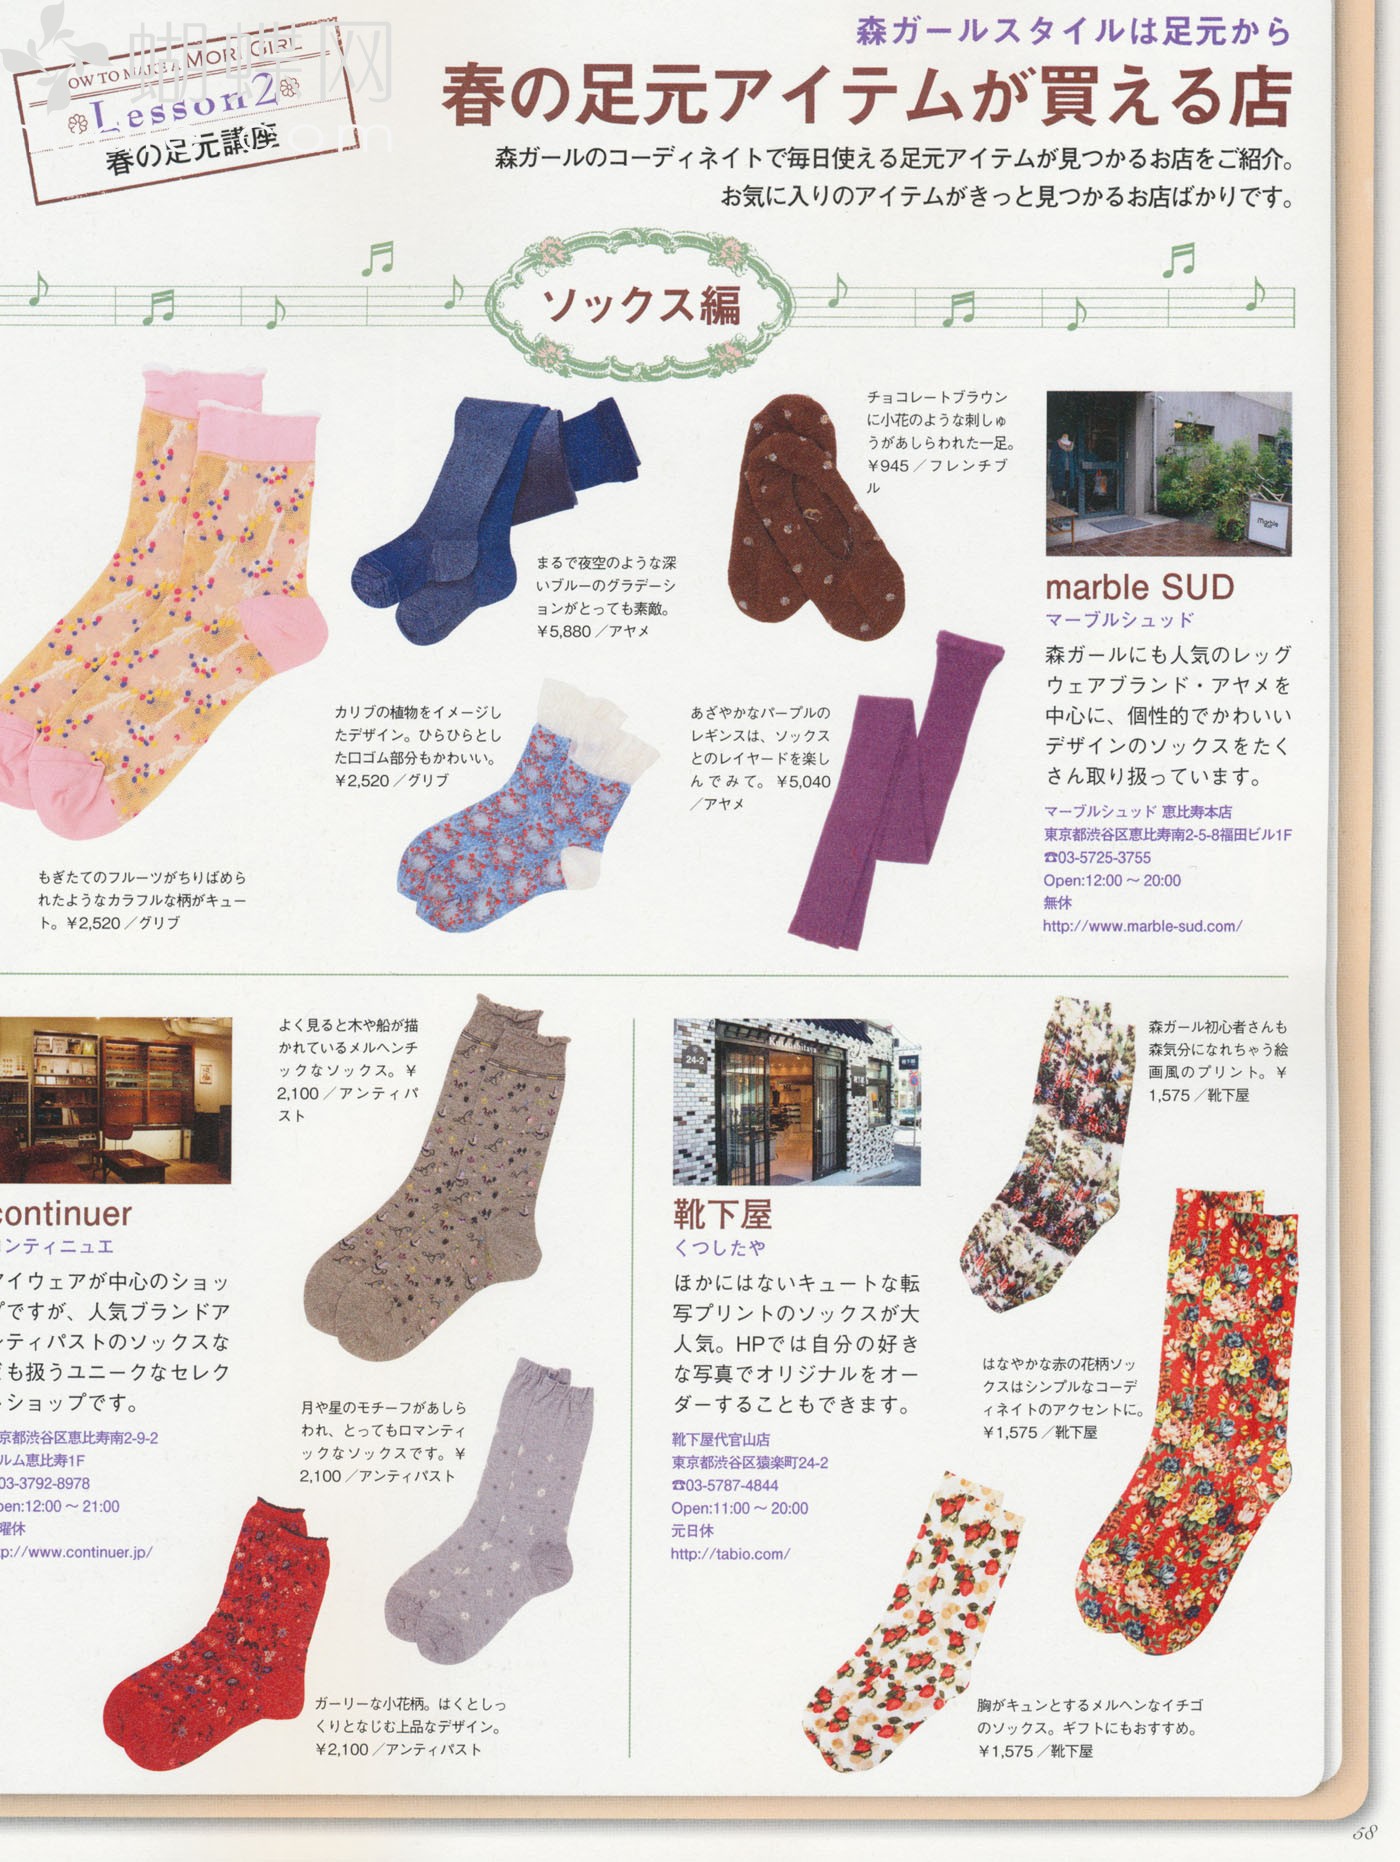 蝴蝶网
OW TO MAKE A MORI GIRL
Lesson2
春の足元講座
森ガールスタイルは足元から
春の足元アイテムが買える店
森ガールのコーディネイトで毎日使える足元アイテムが見つかるお店をご紹介。
お気に入りのアイテムがきっと見つかるお店ばかりです。
ソックス編
チョコレートブラウン
に小花のような刺しゅ
うがあしらわれた一足。
¥945／フレンチブ
ル
まるで夜空のような深
いブルーのグラデーシ
ョンがとっても素敵。
¥5,880／アヤメ
カリブの植物をイメージし
たデザイン。ひらひらとし
た口ゴム部分もかわいい。
¥2,520／グリブ
あざやかなパープルの
レギンスは、ソックス
とのレイヤードを楽し
んでみて。¥5,040
／アヤメ
もぎたてのフルーツがちりばめら
れたようなカラフルな柄がキュー
ト。¥2,520／グリブ
marble
marble SUD
マーブルシュッド
森ガールにも人気のレッグ
ウェアブランド・アヤメを
中心に、個性的でかわいい
デザインのソックスをたく
さん取り扱っています。
マーブルシュッド 恵比寿本店
東京都渋谷区恵比寿南2-5-8福田ビル1F
☎03-5725-3755
Open:12:00～20:00
無休
http://www.marble-sud.com/
continuer
ンティニュエ
アイウェアが中心のショッ
プですが、人気ブランドア
ンティパストのソックスな
ども扱うユニークなセレク
トショップです。
京都渋谷区恵比寿南2-9-2
ルム恵比寿1F
03-3792-8978
pen:12:00～21:00
曜休
tp://www.continuer.jp/
よく見ると木や船が描
かれているメルヘンチ
ックなソックス。¥
2,100／アンティパ
スト
月や星のモチーフがあしら
われ、とってもロマンティ
ックなソックスです。¥
2,100／アンティパスト
ガーリーな小花柄。はくとしっ
くりとなじむ上品なデザイン。
¥2,100／アンティパスト
24-2
Kutsushitaya
靴下屋
靴下屋
くつしたや
ほかにはないキュートな転
写プリントのソックスが大
人気。HPでは自分の好き
な写真でオリジナルをオー
ダーすることもできます。
靴下屋代官山店
東京都渋谷区猿楽町24-2
☎03-5787-4844
Open:11:00～20:00
元日休
http://tabio.com/
森ガール初心者さんも
森気分になれちゃう絵
画風のプリント。¥
1,575／靴下屋
はなやかな赤の花柄ソッ
クスはシンプルなコーデ
ィネイトのアクセントに。
¥1,575／靴下屋
胸がキュンとするメルヘンなイチゴ
のソックス。ギフトにもおすすめ。
¥1,575／靴下屋
58